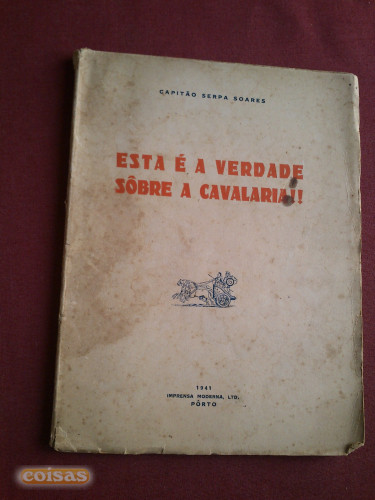 CAPITÃO SERPA SOARES
ESTA É A VERDADE
SÔBRE A CAVALARIA!!
1941
IMPRENSA MODERNA, LTD.
PÔRTO
coisas